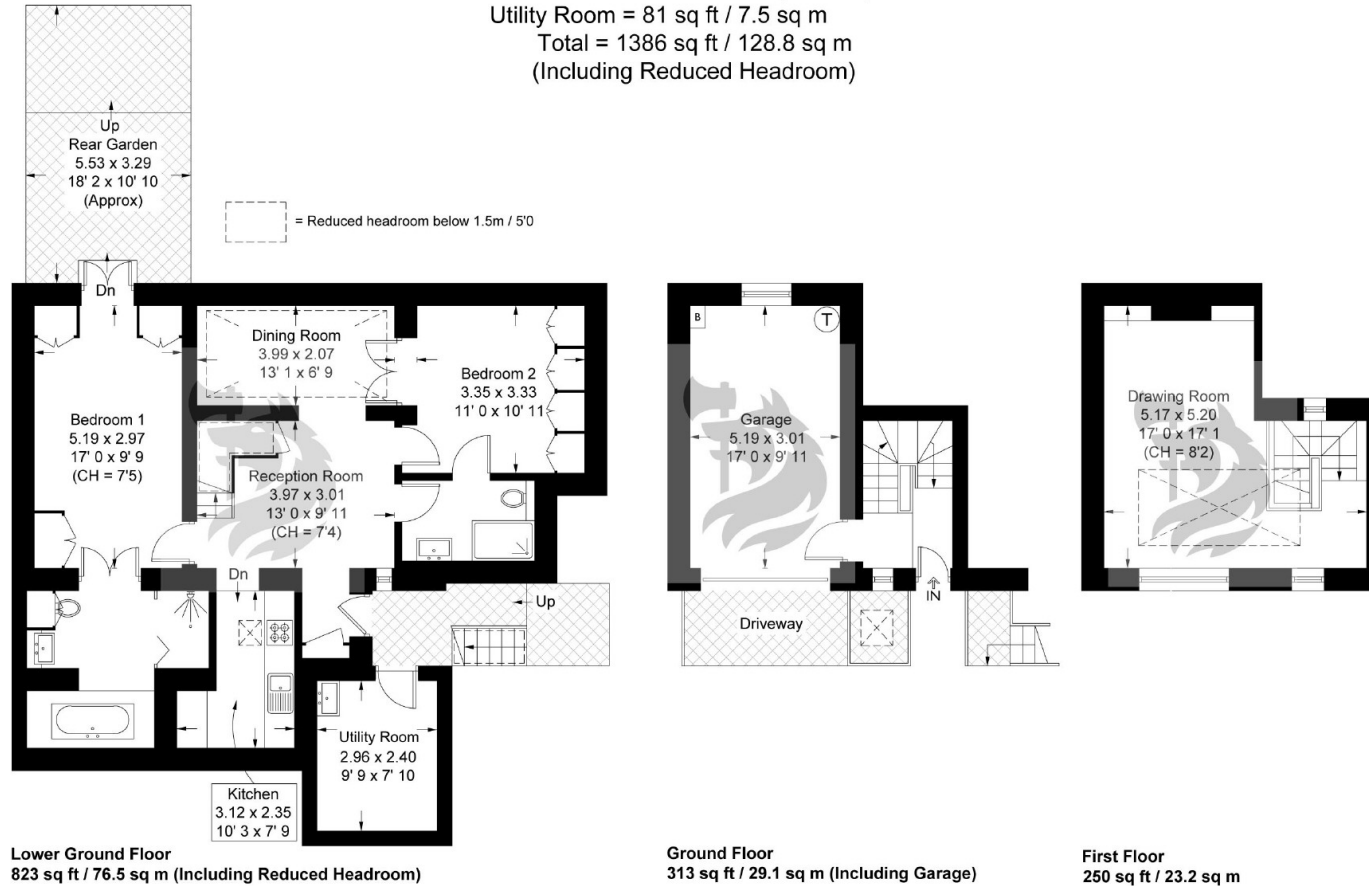 Utility Room = 81 sq ft / 7.5 sq m
Total = 1386 sq ft / 128.8 sq m
(Including Reduced Headroom)
Up
Rear Garden
5.53 x 3.29
18' 2 x 10' 10
(Approx)
= Reduced headroom below 1.5m / 5'0
Dn
Dining Room
3.99 x 2.07
13' 1 x 6' 9
Bedroom 2
3.35 x 3.33
11' 0 x 10' 11
Bedroom 1
5.19 x 2.97
17' 0 x 9' 9
(CH = 7'5)
Reception Room
3.97 x 3.01
13' 0 x 9' 11
(CH = 7'4)
Dn
Up
Utility Room
2.96 x 2.40
9' 9 x 7' 10
Kitchen
3.12 x 2.35
10' 3 x 7' 9
Lower Ground Floor
823 sq ft / 76.5 sq m (Including Reduced Headroom)
B
T
Garage
5.19 x 3.01
17' 0 x 9' 11
IN
Driveway
Ground Floor
313 sq ft / 29.1 sq m (Including Garage)
Drawing Room
5.17 x 5.20
17' 0 x 17' 1
(CH = 8'2)
First Floor
250 sq ft / 23.2 sq m